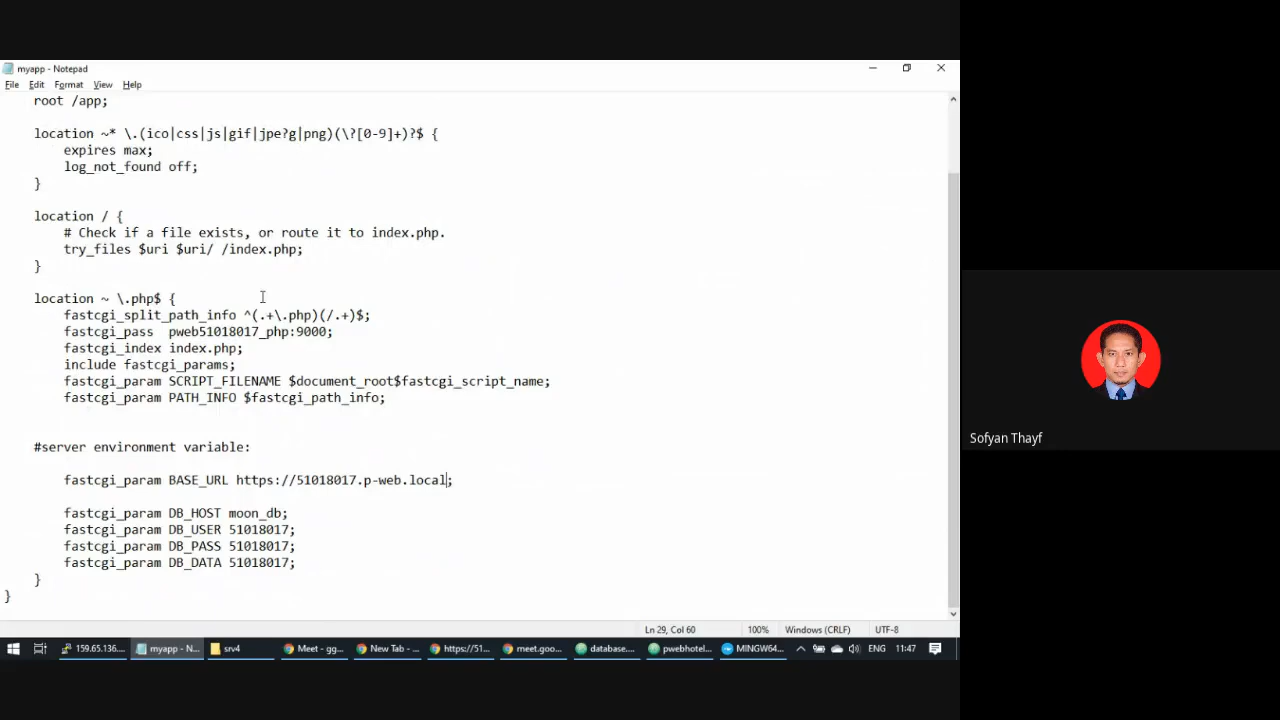 myapp - Notepad
File Edit Format View Help
root /app;
location ~* \.(ico|css|js|gif|jpe?g|png)(\?[0-9]+)?$ {
expires max;
log_not_found off;
}
location / {
# Check if a file exists, or route it to index.php.
try_files $uri $uri/ /index.php;
}
location ~ \.php$ {
fastcgi_split_path_info ^(.+\.php)(/.+)$;
fastcgi_pass pweb51018017_php:9000;
fastcgi_index index.php;
include fastcgi_params;
fastcgi_param SCRIPT_FILENAME $document_root$fastcgi_script_name;
fastcgi_param PATH_INFO $fastcgi_path_info;
#server environment variable:
fastcgi_param BASE_URL https://51018017.p-web.local;
fastcgi_param DB_HOST moon_db;
fastcgi_param DB_USER 51018017;
fastcgi_param DB_PASS 51018017;
fastcgi_param DB_DATA 51018017;
}
}
Ln 29, Col 60 100% Windows (CRLF) UTF-8
159.65.136.... myapp - N... srv4 Meet - gg... New Tab - ... https://51... meet.goo... database.... pwebhotel... MINGW64... ENG 11:47
Sofyan Thayf